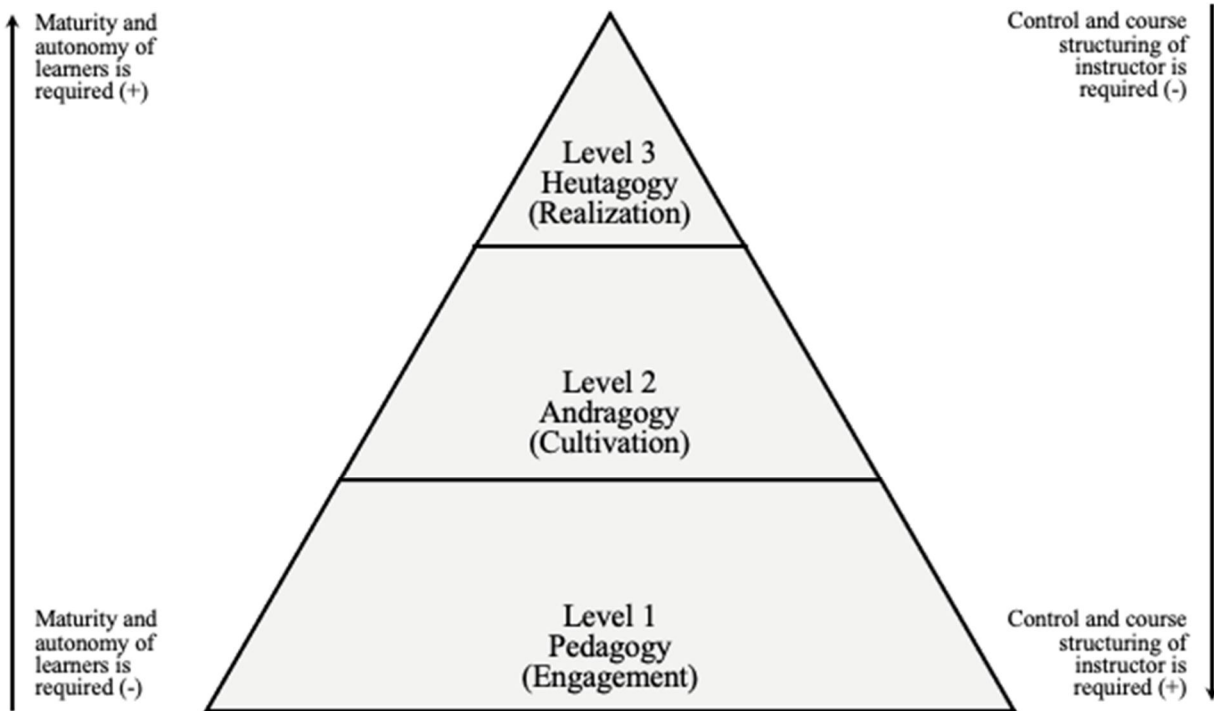 Maturity and
autonomy of
learners is
required (+)
Control and course
structuring of
instructor is
required (-)
Level 3
Heutagogy
(Realization)
Level 2
Andragogy
(Cultivation)
Level 1
Pedagogy
(Engagement)
Maturity and
autonomy of
learners is
required (-)
Control and course
structuring of
instructor is
required (+)